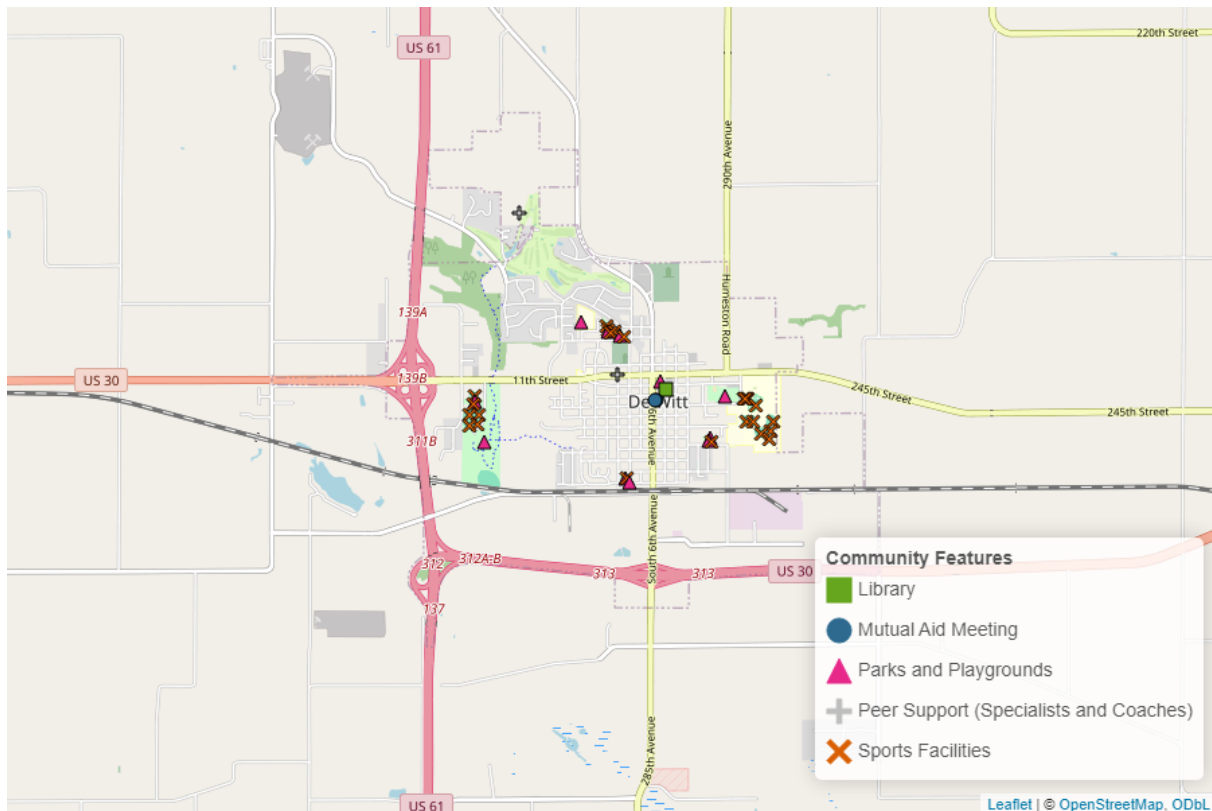 US 61
220th Street
290th Avenue
Humeston Road
139A
US 30
139B
11th Street
245th Street
245th Street
De Witt
6th Avenue
311B
312A-B
312
313
South 6th Avenue
313
US 30
137
285th Avenue
US 61
Community Features
Library
Mutual Aid Meeting
Parks and Playgrounds
Peer Support (Specialists and Coaches)
Sports Facilities
Leaflet | © OpenStreetMap, ODbL